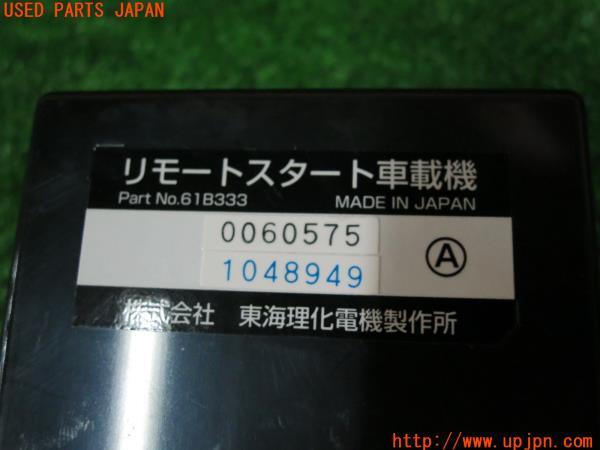 USED PARTS JAPAN
リモートスタート車載機
Part No.61B333 MADE IN JAPAN
0060575
1048949
A
株式会社 東海理化電機製作所
http://www.upjpn.com/